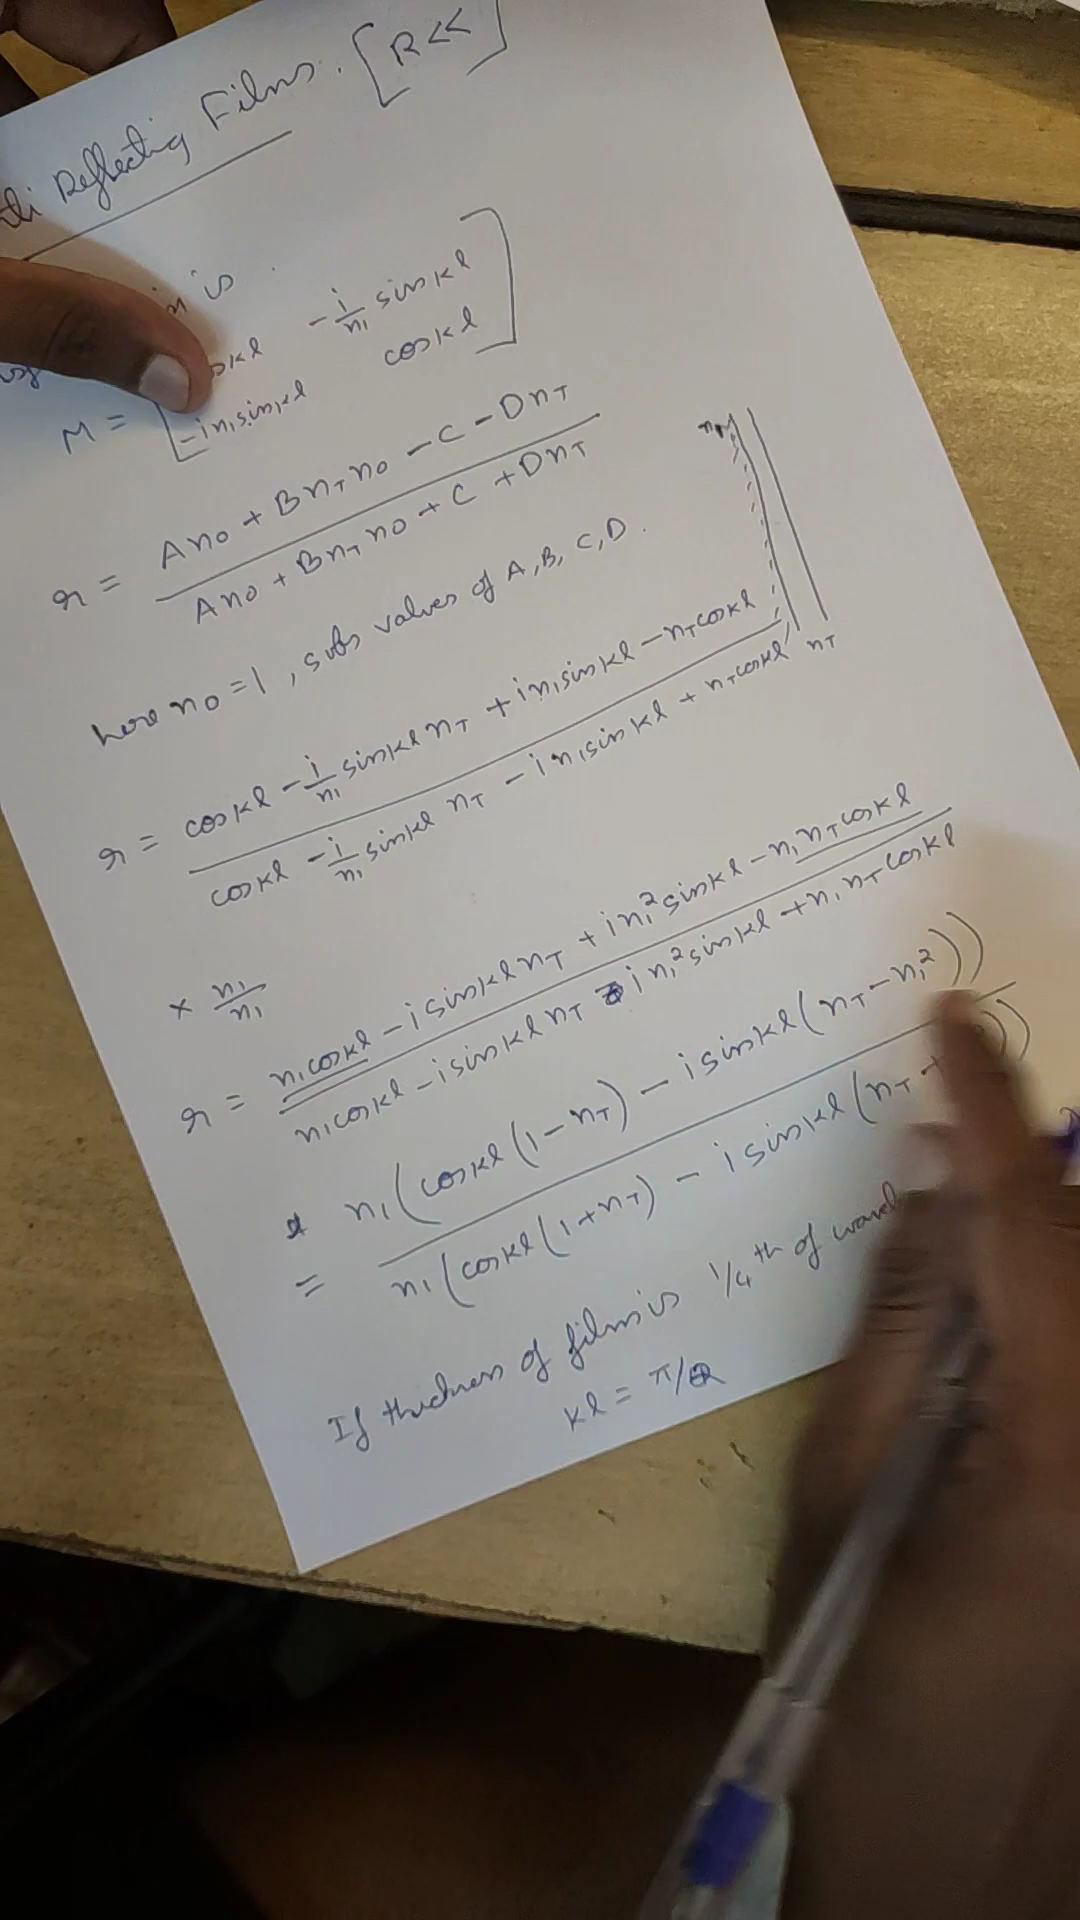 Reflecting Films. [R<<]
is
M = [ cos kl   -i/n₁ sin kl
-in₁ sin kl   cos kl ]
r = (An₀ + Bn_T n₀ - C - Dn_T) / (An₀ + Bn_T n₀ + C + Dn_T)
here n₀ = 1, subs values of A, B, C, D.
n_T
r = (cos kl - i/n₁ sin kl n_T + in₁ sin kl - n_T cos kl) / (cos kl - i/n₁ sin kl n_T - in₁ sin kl + n_T cos kl)
× n₁/n₁
r = (n₁ cos kl - i sin kl n_T + in₁² sin kl - n₁ n_T cos kl) / (n₁ cos kl - i sin kl n_T - in₁² sin kl + n₁ n_T cos kl)
= n₁(cos kl (1 - n_T) - i sin kl (n_T - n₁²)) / n₁(cos kl (1 + n_T) - i sin kl (n_T +
If thickness of film is 1/4th of
kl = π/2